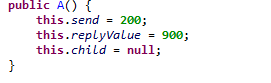 public A() {
this.send = 200;
this.replyValue = 900;
this.child = null;
}